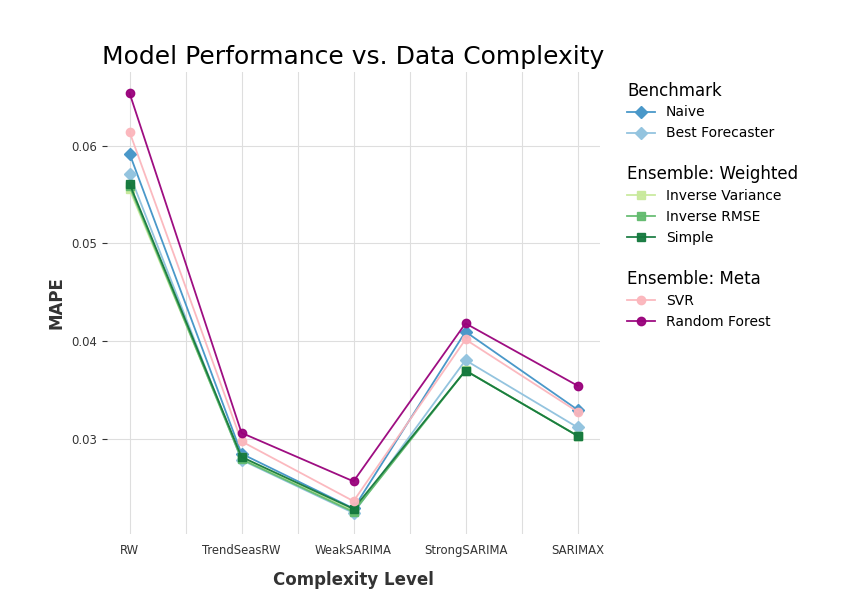 Model Performance vs. Data Complexity
0.06
0.05
0.04
0.03
MAPE
RW
TrendSeasRW
WeakSARIMA
StrongSARIMA
SARIMAX
Complexity Level
Benchmark
Naive
Best Forecaster
Ensemble: Weighted
Inverse Variance
Inverse RMSE
Simple
Ensemble: Meta
SVR
Random Forest